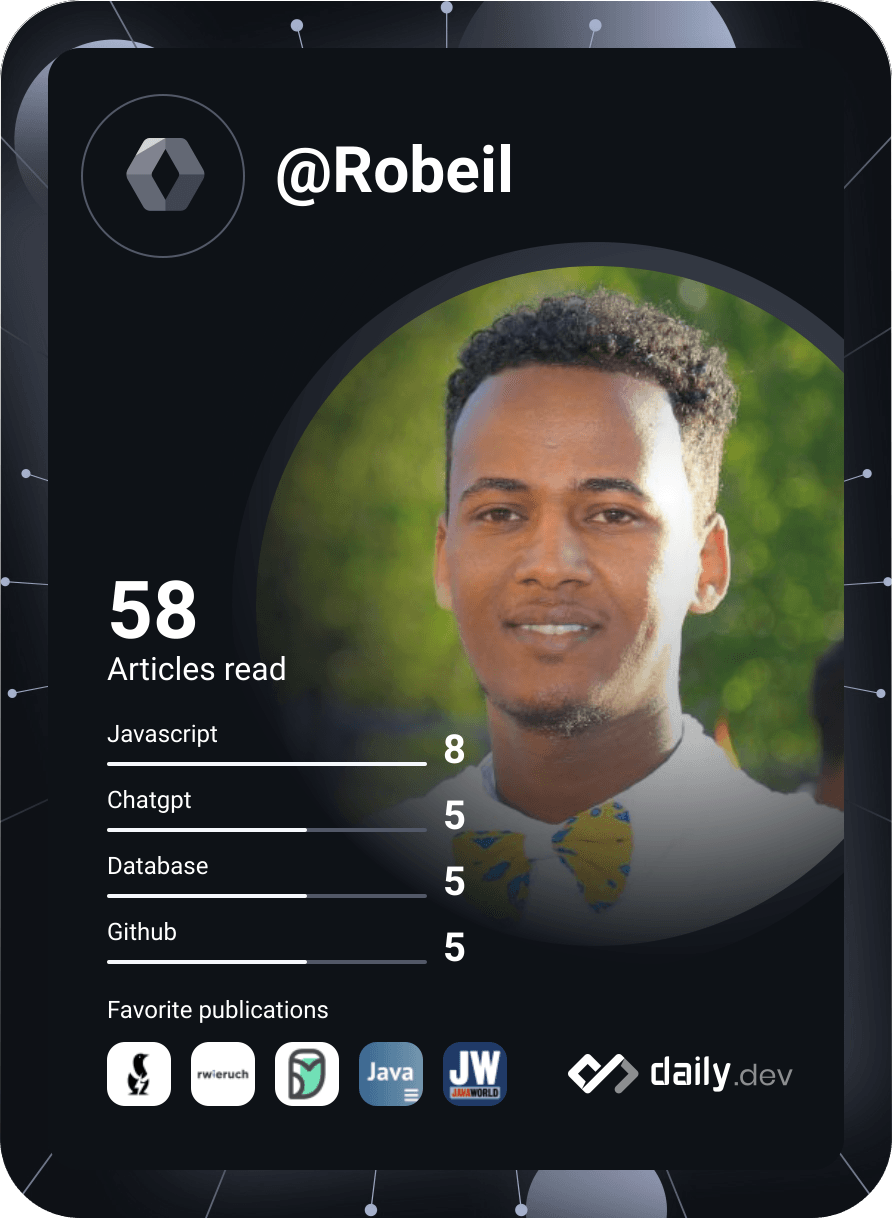 @Robeil
58
Articles read
Javascript
8
Chatgpt
5
Database
5
Github
5
Favorite publications
rwieruch
Java
JW
JAVAWORLD
daily.dev